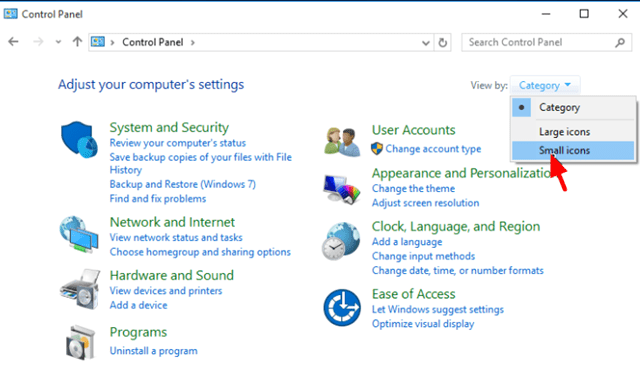 Control Panel
Control Panel
Search Control Panel
Adjust your computer's settings
View by:
Category
Category
Large icons
Small icons
System and Security
Review your computer's status
Save backup copies of your files with File
History
Backup and Restore (Windows 7)
Find and fix problems
Network and Internet
View network status and tasks
Choose homegroup and sharing options
Hardware and Sound
View devices and printers
Add a device
Programs
Uninstall a program
User Accounts
Change account type
Appearance and Personalization
Change the theme
Adjust screen resolution
Clock, Language, and Region
Add a language
Change input methods
Change date, time, or number formats
Ease of Access
Let Windows suggest settings
Optimize visual display